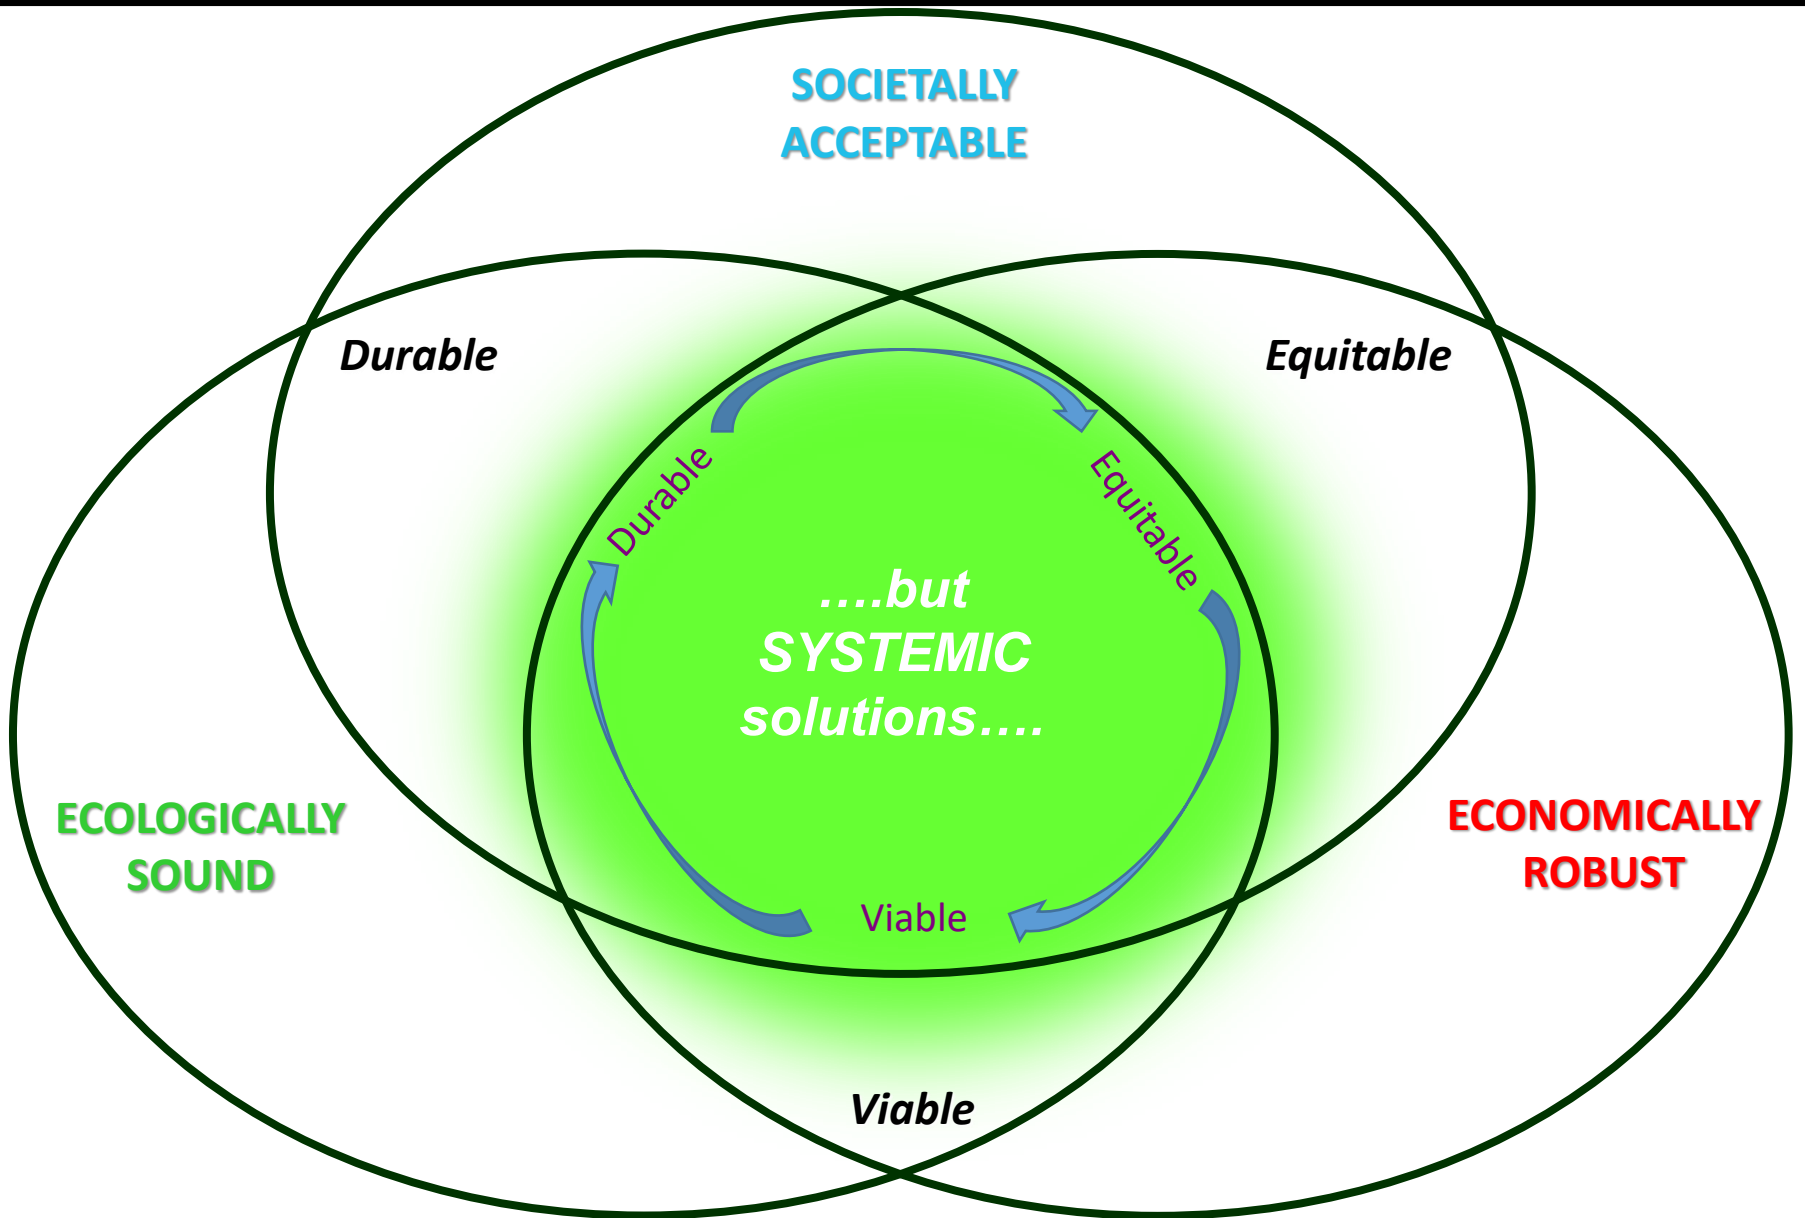 SOCIETALLY
ACCEPTABLE
Durable
Equitable
Durable
Equitable
....but
SYSTEMIC
solutions....
ECOLOGICALLY
SOUND
ECONOMICALLY
ROBUST
Viable
Viable